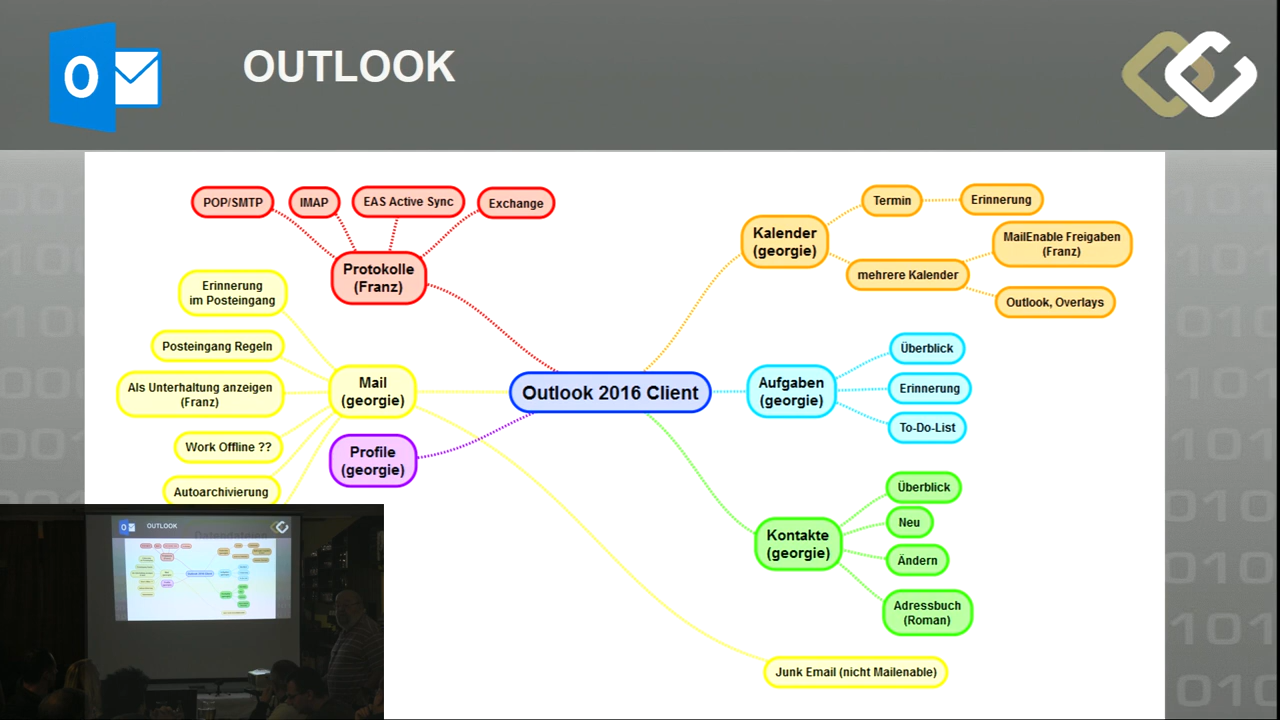 OUTLOOK
POP/SMTP
IMAP
EAS Active Sync
Exchange
Protokolle
(Franz)
Erinnerung
im Posteingang
Posteingang Regeln
Als Unterhaltung anzeigen
(Franz)
Work Offline ??
Autoarchivierung
Mail
(georgie)
Profile
(georgie)
Outlook 2016 Client
Kalender
(georgie)
Termin
Erinnerung
mehrere Kalender
MailEnable Freigaben
(Franz)
Outlook, Overlays
Aufgaben
(georgie)
Überblick
Erinnerung
To-Do-List
Kontakte
(georgie)
Überblick
Neu
Ändern
Adressbuch
(Roman)
Junk Email (nicht Mailenable)
OUTLOOK